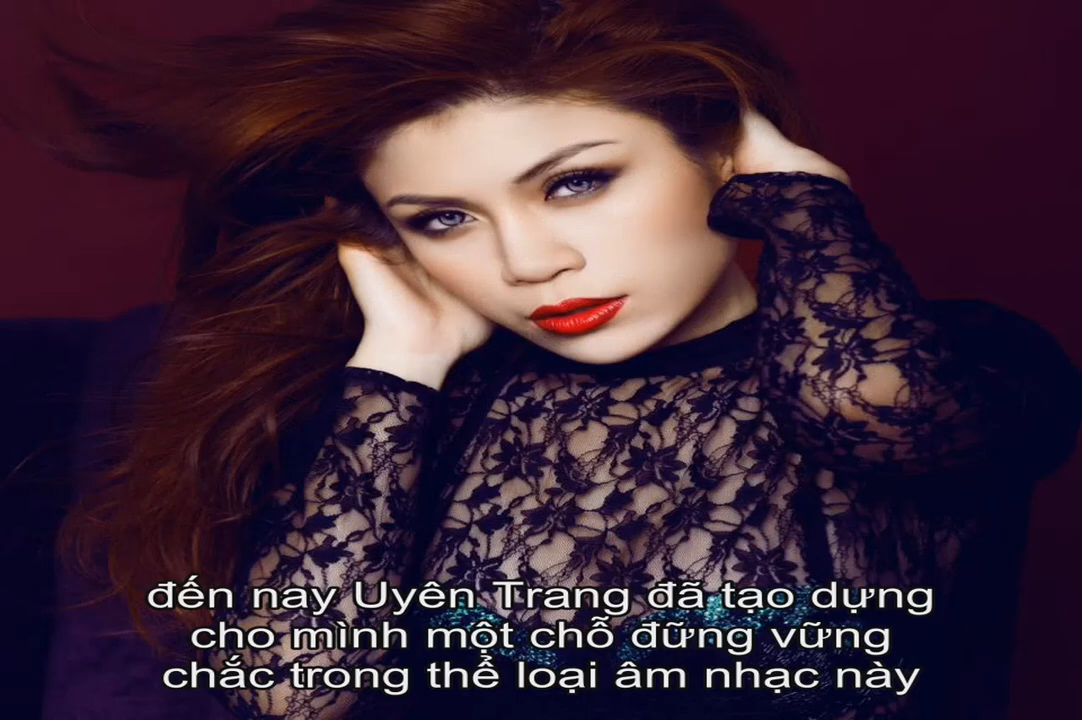 đến nay Uyên Trang đã tạo dựng
cho mình một chỗ đững vững
chắc trong thể loại âm nhạc này